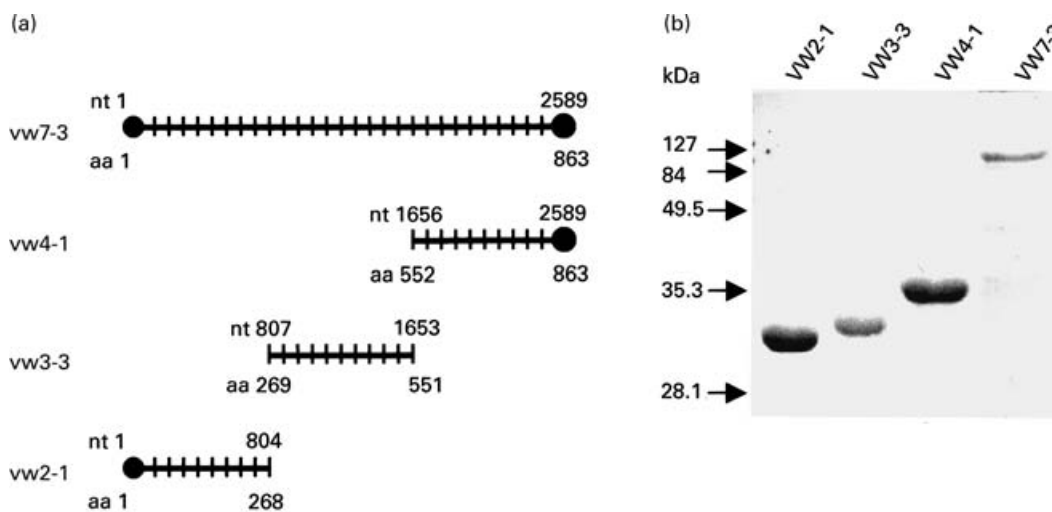 (a)
nt 1 2589
vw7-3
aa 1 863
nt 1656 2589
vw4-1
aa 552 863
nt 807 1653
vw3-3
aa 269 551
nt 1 804
vw2-1
aa 1 268
(b)
kDa
VW2-1
VW3-3
VW4-1
VW7-3
127
84
49.5
35.3
28.1